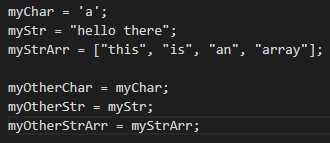 myChar = 'a';
myStr = "hello there";
myStrArr = ["this", "is", "an", "array"];
myOtherChar = myChar;
myOtherStr = myStr;
myOtherStrArr = myStrArr;